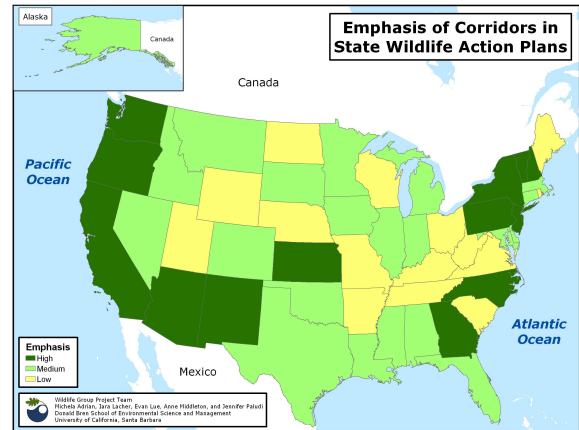 Alaska
Canada
Emphasis of Corridors in
State Wildlife Action Plans
Canada
Pacific
Ocean
Atlantic
Ocean
Mexico
Emphasis
High
Medium
Low
Wildlife Group Project Team
Michela Adrian, Jara Lacher, Evan Lue, Anne Middleton, and Jennifer Paludi
Donald Bren School of Environmental Science and Management
University of California, Santa Barbara